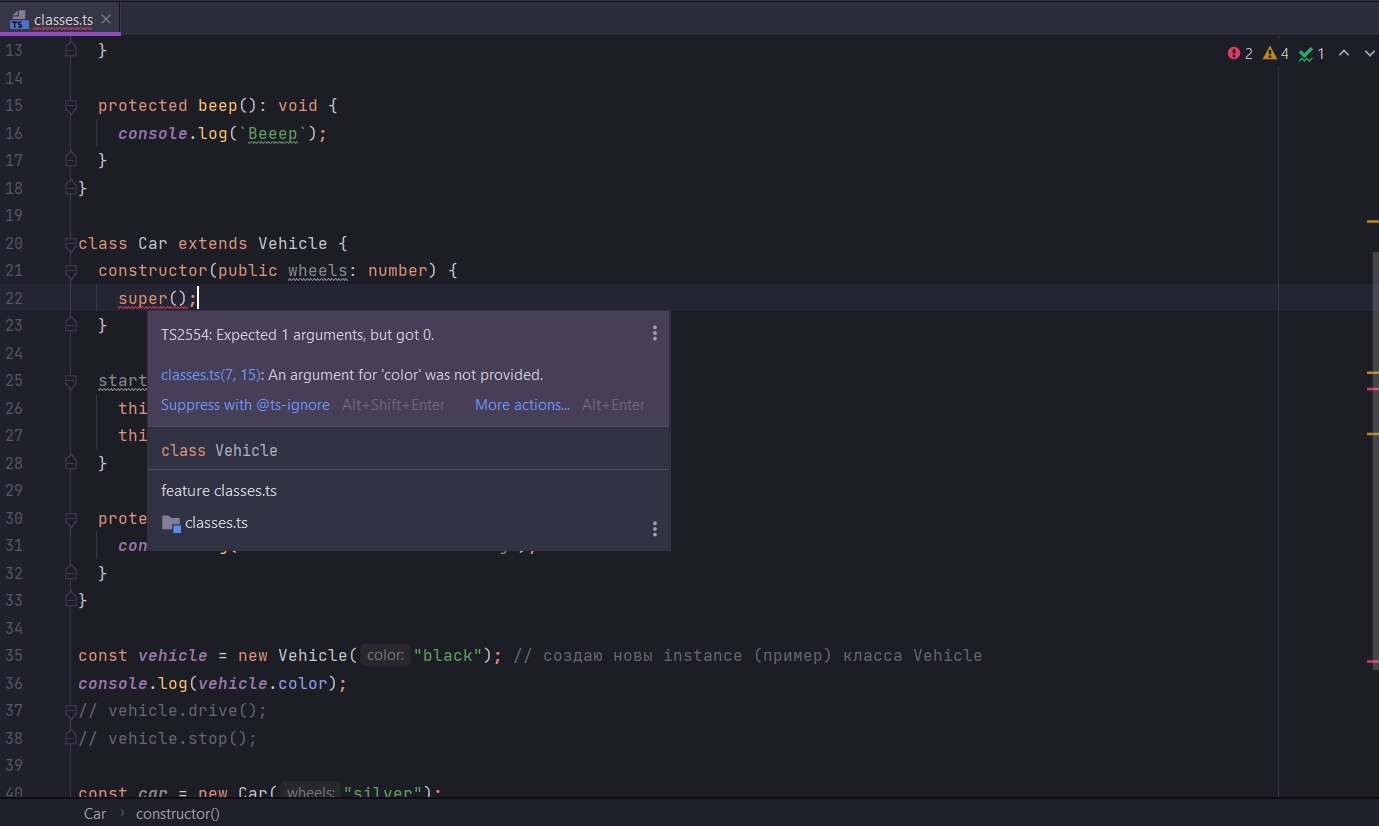 classes.ts
2 4 1
13 }
14
15 protected beep(): void {
16 console.log(`Beeep`);
17 }
18 }
19
20 class Car extends Vehicle {
21 constructor(public wheels: number) {
22 super();
23 }
TS2554: Expected 1 arguments, but got 0.
24
classes.ts(7, 15): An argument for 'color' was not provided.
25 start
Suppress with @ts-ignore Alt+Shift+Enter More actions... Alt+Enter
26 thi
27 thi
class Vehicle
28 }
29
feature classes.ts
30 prote
classes.ts
31 con
32 }
33 }
34
35 const vehicle = new Vehicle( color: "black"); // создаю новы instance (пример) класса Vehicle
36 console.log(vehicle.color);
37 // vehicle.drive();
38 // vehicle.stop();
39
40 const car = new Car( wheels: "silver");
Car › constructor()